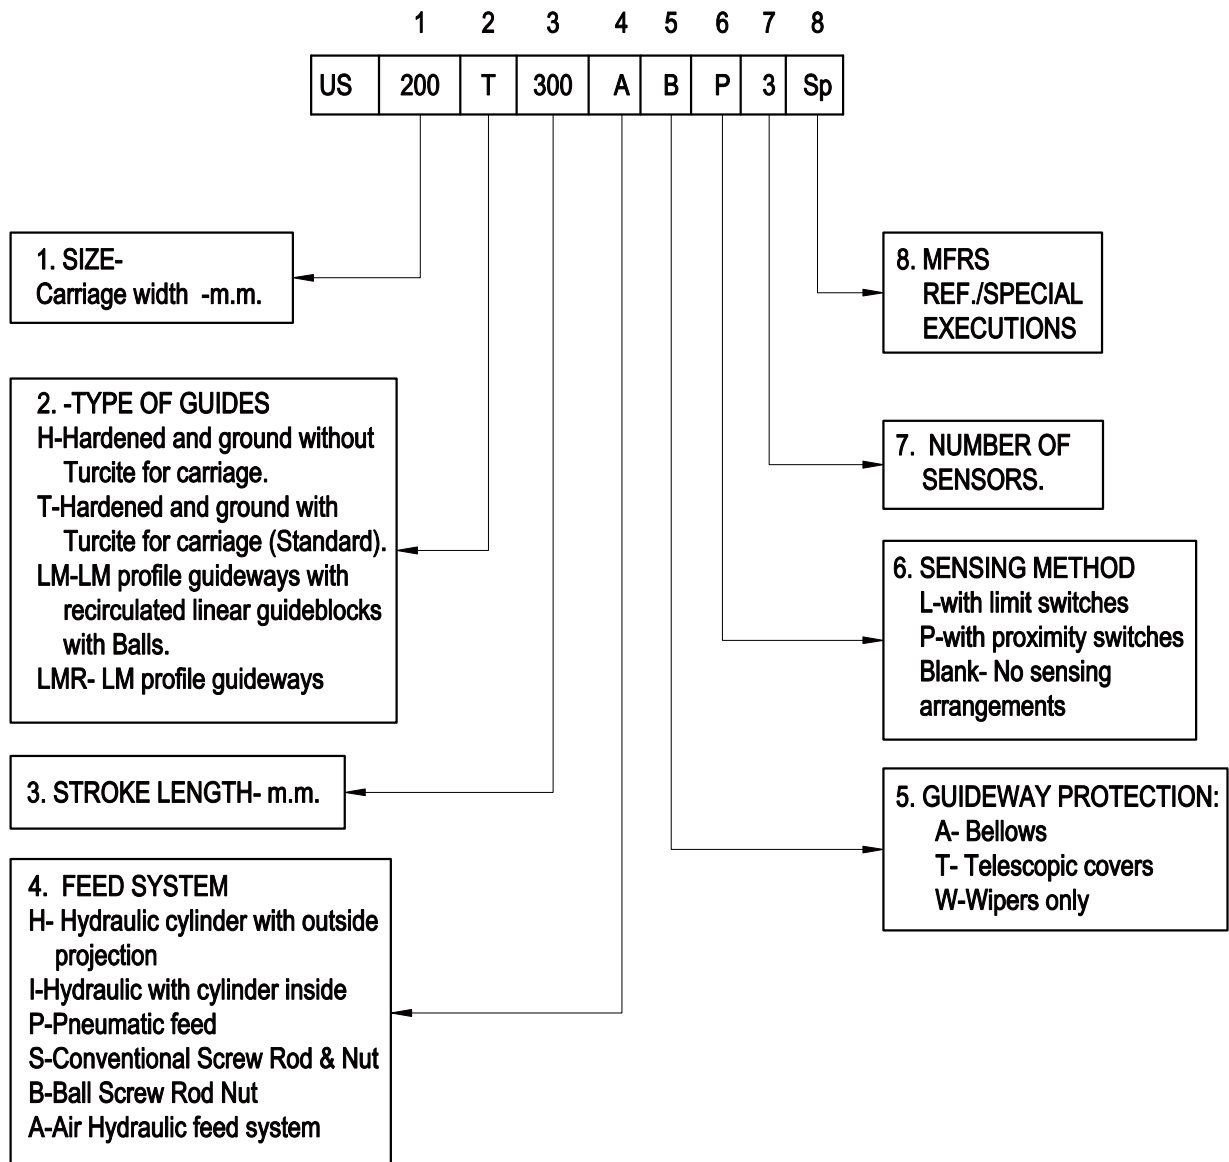 1 2 3 4 5 6 7 8
US 200 T 300 A B P 3 Sp
1. SIZE-
Carriage width -m.m.
2. -TYPE OF GUIDES
H-Hardened and ground without
Turcite for carriage.
T-Hardened and ground with
Turcite for carriage (Standard).
LM-LM profile guideways with
recirculated linear guideblocks
with Balls.
LMR- LM profile guideways
3. STROKE LENGTH- m.m.
4. FEED SYSTEM
H- Hydraulic cylinder with outside
projection
I-Hydraulic with cylinder inside
P-Pneumatic feed
S-Conventional Screw Rod & Nut
B-Ball Screw Rod Nut
A-Air Hydraulic feed system
8. MFRS
REF./SPECIAL
EXECUTIONS
7. NUMBER OF
SENSORS.
6. SENSING METHOD
L-with limit switches
P-with proximity switches
Blank- No sensing
arrangements
5. GUIDEWAY PROTECTION:
A- Bellows
T- Telescopic covers
W-Wipers only